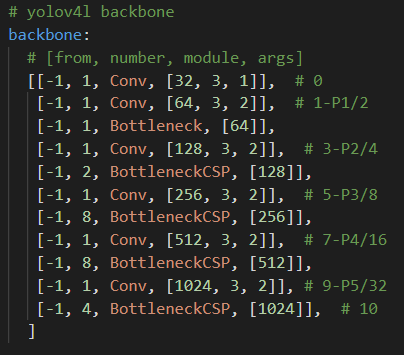 # yolov4l backbone
backbone:
  # [from, number, module, args]
  [[-1, 1, Conv, [32, 3, 1]],  # 0
   [-1, 1, Conv, [64, 3, 2]],  # 1-P1/2
   [-1, 1, Bottleneck, [64]],
   [-1, 1, Conv, [128, 3, 2]],  # 3-P2/4
   [-1, 2, BottleneckCSP, [128]],
   [-1, 1, Conv, [256, 3, 2]],  # 5-P3/8
   [-1, 8, BottleneckCSP, [256]],
   [-1, 1, Conv, [512, 3, 2]],  # 7-P4/16
   [-1, 8, BottleneckCSP, [512]],
   [-1, 1, Conv, [1024, 3, 2]], # 9-P5/32
   [-1, 4, BottleneckCSP, [1024]],  # 10
  ]